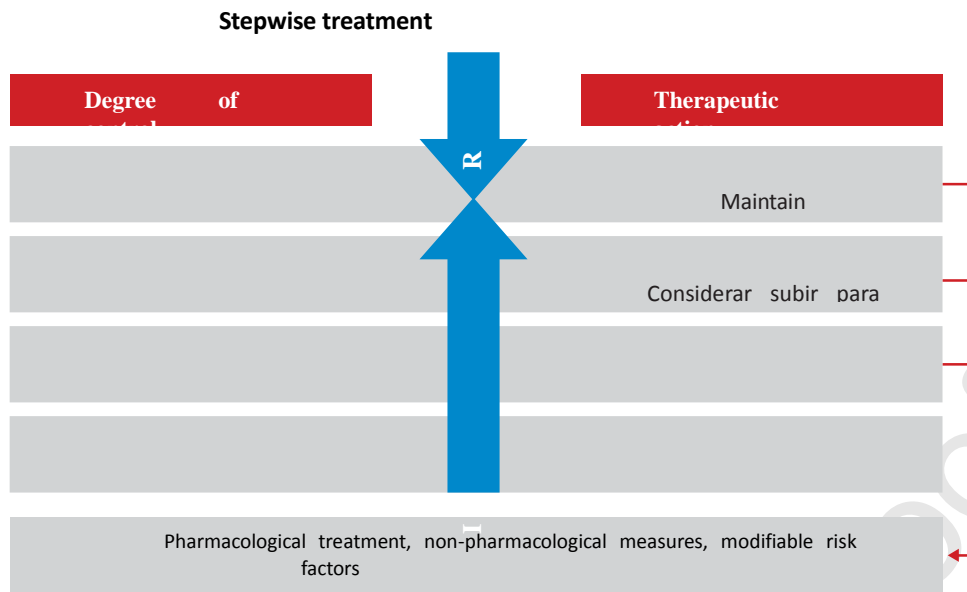 Stepwise treatment
Degree of
Therapeutic
R
Maintain
Considerar subir para
I
Pharmacological treatment, non-pharmacological measures, modifiable risk
factors